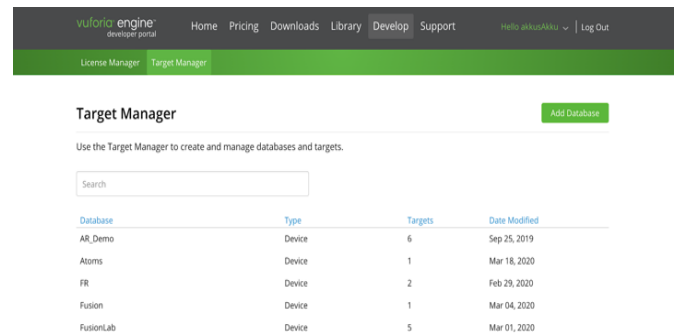 vuforia engine™
developer portal
Home Pricing Downloads Library Develop Support
Hello akkusAkku Log Out
License Manager Target Manager
Target Manager
Add Database
Use the Target Manager to create and manage databases and targets.
Search
Database Type Targets Date Modified
AR_Demo Device 6 Sep 25, 2019
Atoms Device 1 Mar 18, 2020
FR Device 2 Feb 29, 2020
Fusion Device 1 Mar 04, 2020
FusionLab Device 5 Mar 01, 2020